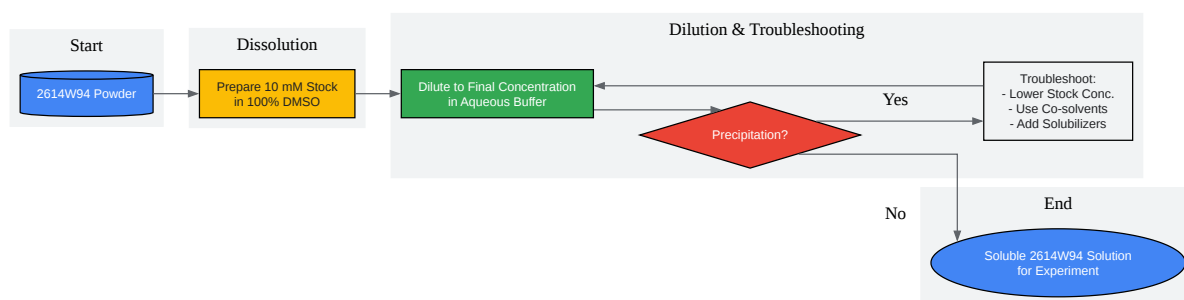 Start
2614W94 Powder
Dissolution
Prepare 10 mM Stock
in 100% DMSO
Dilution & Troubleshooting
Dilute to Final Concentration
in Aqueous Buffer
Precipitation?
Yes
Troubleshoot:
- Lower Stock Conc.
- Use Co-solvents
- Add Solubilizers
No
End
Soluble 2614W94 Solution
for Experiment